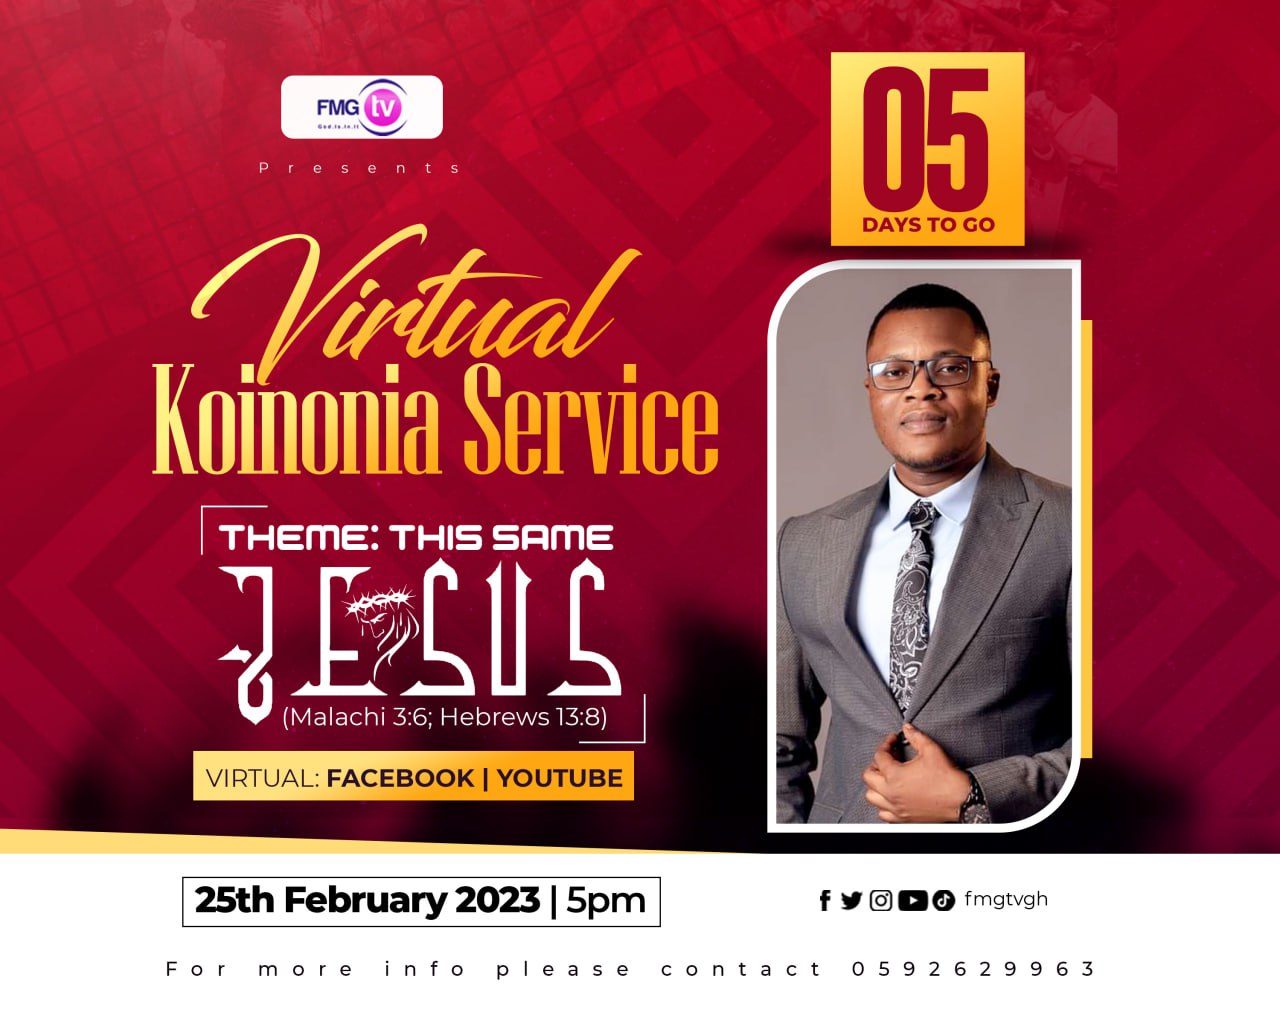 FMG tv
God.Is.In.It
Presents
05
DAYS TO GO
Virtual
Koinonia Service
THEME: THIS SAME
JESUS
(Malachi 3:6; Hebrews 13:8)
VIRTUAL: FACEBOOK | YOUTUBE
25th February 2023 | 5pm
fmgtvgh
For more info please contact 0592629963